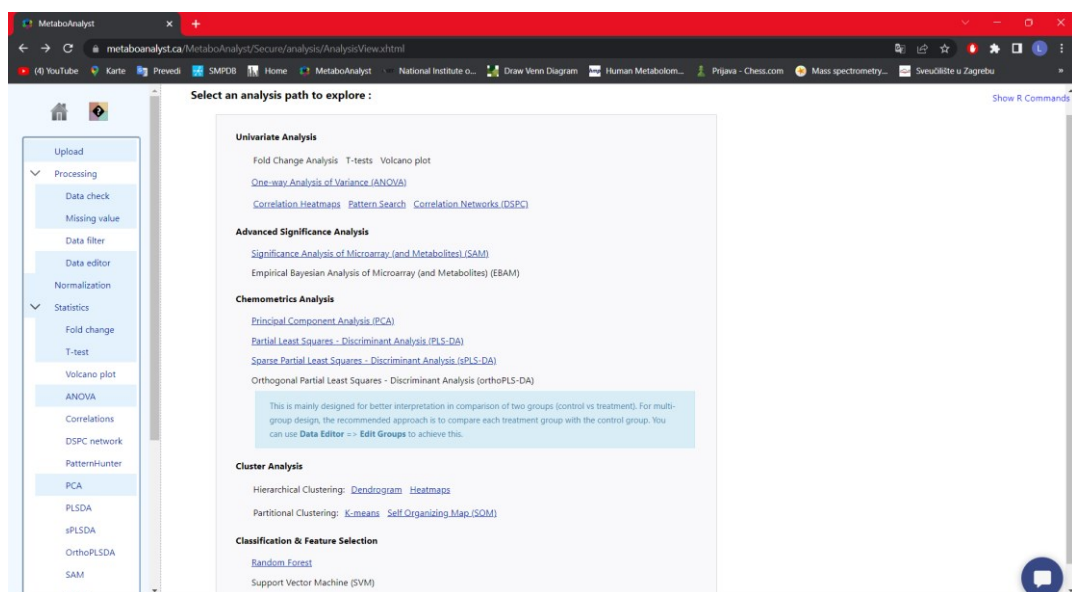 MetaboAnalyst
metaboanalyst.ca/MetaboAnalyst/Secure/analysis/AnalysisView.xhtml
(4) YouTube Karte Prevedi SMPDB Home MetaboAnalyst National Institute o... Draw Venn Diagram Human Metabolom... Prijava - Chess.com Mass spectrometry... Sveučilište u Zagrebu »
Select an analysis path to explore :
Show R Commands
Upload
Processing
Data check
Missing value
Data filter
Data editor
Normalization
Statistics
Fold change
T-test
Volcano plot
ANOVA
Correlations
DSPC network
PatternHunter
PCA
PLSDA
sPLSDA
OrthoPLSDA
SAM
Univariate Analysis
Fold Change Analysis T-tests Volcano plot
One-way Analysis of Variance (ANOVA)
Correlation Heatmaps Pattern Search Correlation Networks (DSPC)
Advanced Significance Analysis
Significance Analysis of Microarray (and Metabolites) (SAM)
Empirical Bayesian Analysis of Microarray (and Metabolites) (EBAM)
Chemometrics Analysis
Principal Component Analysis (PCA)
Partial Least Squares - Discriminant Analysis (PLS-DA)
Sparse Partial Least Squares - Discriminant Analysis (sPLS-DA)
Orthogonal Partial Least Squares - Discriminant Analysis (orthoPLS-DA)
This is mainly designed for better interpretation in comparison of two groups (control vs treatment). For multi-
group design, the recommended approach is to compare each treatment group with the control group. You
can use Data Editor => Edit Groups to achieve this.
Cluster Analysis
Hierarchical Clustering: Dendrogram Heatmaps
Partitional Clustering: K-means Self Organizing Map (SOM)
Classification & Feature Selection
Random Forest
Support Vector Machine (SVM)